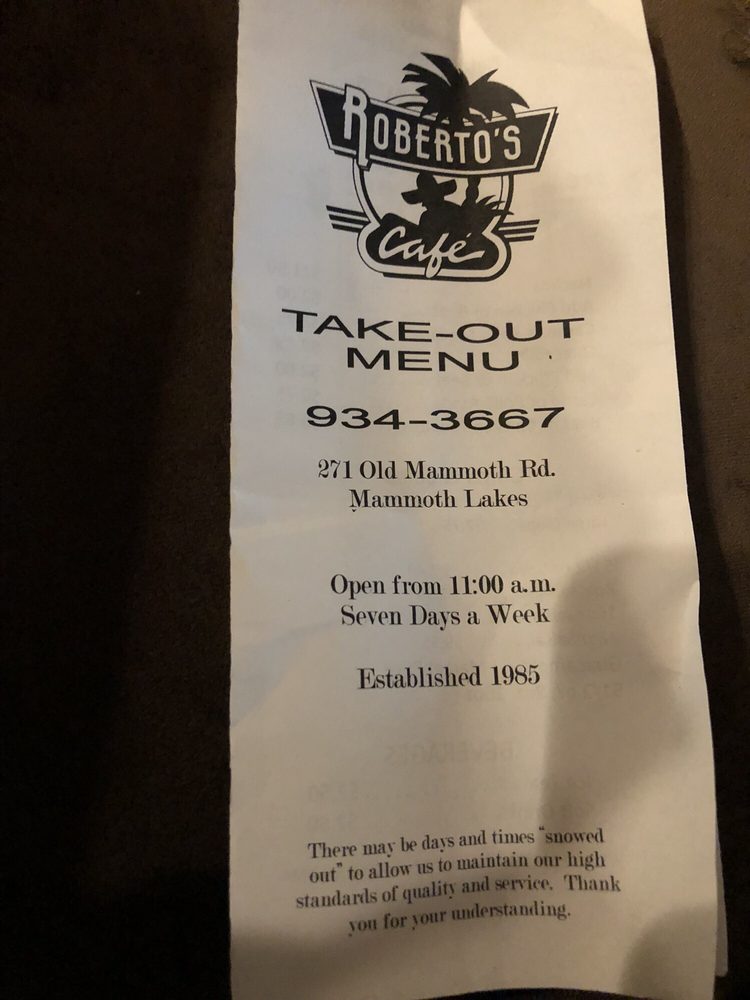 ROBERTO'S
Café
TAKE-OUT
MENU
934-3667
271 Old Mammoth Rd.
Mammoth Lakes
Open from 11:00 a.m.
Seven Days a Week
Established 1985
There may be days and times "snowed
out" to allow us to maintain our high
standards of quality and service. Thank
you for your understanding.